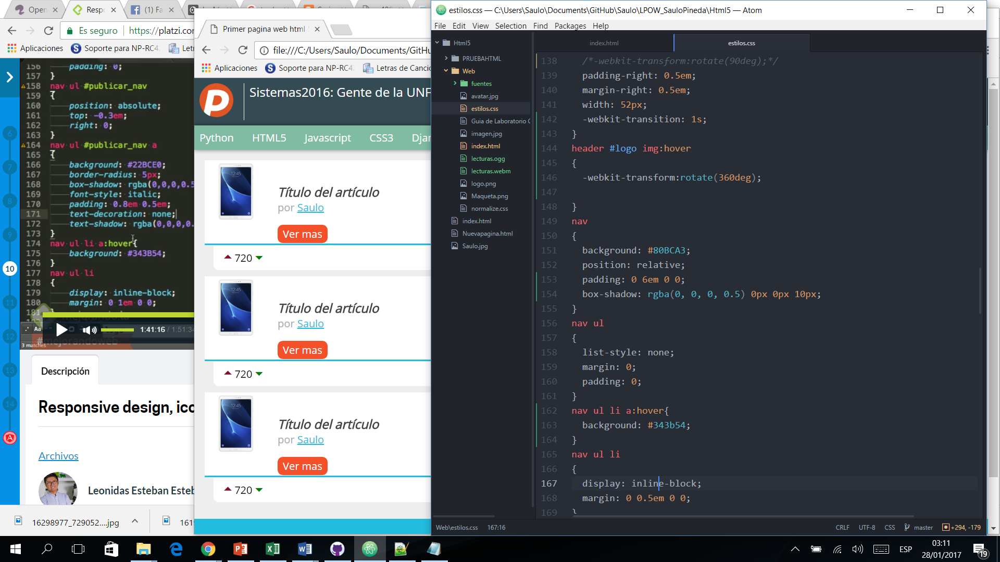 Open
Resp
(1) Fa
Es seguro
https://platzi.cor
Aplicaciones
Soporte para NP-RC4
Letr
156 padding: 0;
157 }
158 nav ul #publicar_nav
159 {
160 position: absolute;
161 top: -0.3em;
162 right: 0;
163 }
164 nav ul #publicar_nav a
165 {
166 background: #22BCE0;
167 border-radius: 5px;
168 box-shadow: rgba(0,0,0,0.5
169 font-style: italic;
170 padding: 0.8em 0.5em;
171 text-decoration: none;
172 text-shadow: rgba(0,0,0,0.
173 }
174 nav ul li a:hover{
175 background: #343B54;
176 }
177 nav ul li
178 {
179 display: inline-block;
180 margin: 0 1em 0 0;
181
6
7
8
9
10
11
12
13
14
Aa
1:41:16 / 1:51:34
3 matches
#mejorandoweb
Descripción
Responsive design, ico
Archivos
Leonidas Esteban Esteb
16298977_729052....jpg
161
Primer pagina web html
file:///C:/Users/Saulo/Documents/GitHu
Aplicaciones
Soporte para NP-RC4
Letras de Cancio
Sistemas2016: Gente de la UNF
Python HTML5 Javascript CSS3 Djar
12:45
Título del artículo
por Saulo
Ver mas
720
12:45
Título del artículo
por Saulo
Ver mas
720
12:45
Título del artículo
por Saulo
Ver mas
720
estilos.css — C:\Users\Saulo\Documents\GitHub\Saulo\LPOW_SauloPineda\Html5 — Atom
File Edit View Selection Find Packages Help
Html5
PRUEBAHTML
Web
fuentes
avatar.jpg
estilos.css
Guia de Laboratorio
imagen.jpg
index.html
lecturas.ogg
lecturas.webm
logo.png
Maqueta.png
normalize.css
index.html
Nuevapagina.html
Saulo.jpg
index.html
estilos.css
138 /*-webkit-transform:rotate(90deg);*/
139 padding-right: 0.5em;
140 margin-right: 0.5em;
141 width: 52px;
142 -webkit-transition: 1s;
143 }
144 header #logo img:hover
145 {
146 -webkit-transform:rotate(360deg);
147
148 }
149 nav
150 {
151 background: #80BCA3;
152 position: relative;
153 padding: 0 6em 0 0;
154 box-shadow: rgba(0, 0, 0, 0.5) 0px 0px 10px;
155 }
156 nav ul
157 {
158 list-style: none;
159 margin: 0;
160 padding: 0;
161 }
162 nav ul li a:hover{
163 background: #343b54;
164 }
165 nav ul li
166 {
167 display: inline-block;
168 margin: 0 0.5em 0 0;
169 }
Web\estilos.css 167:16
CRLF UTF-8 CSS master +294, -179
ESP
03:11
28/01/2017
19